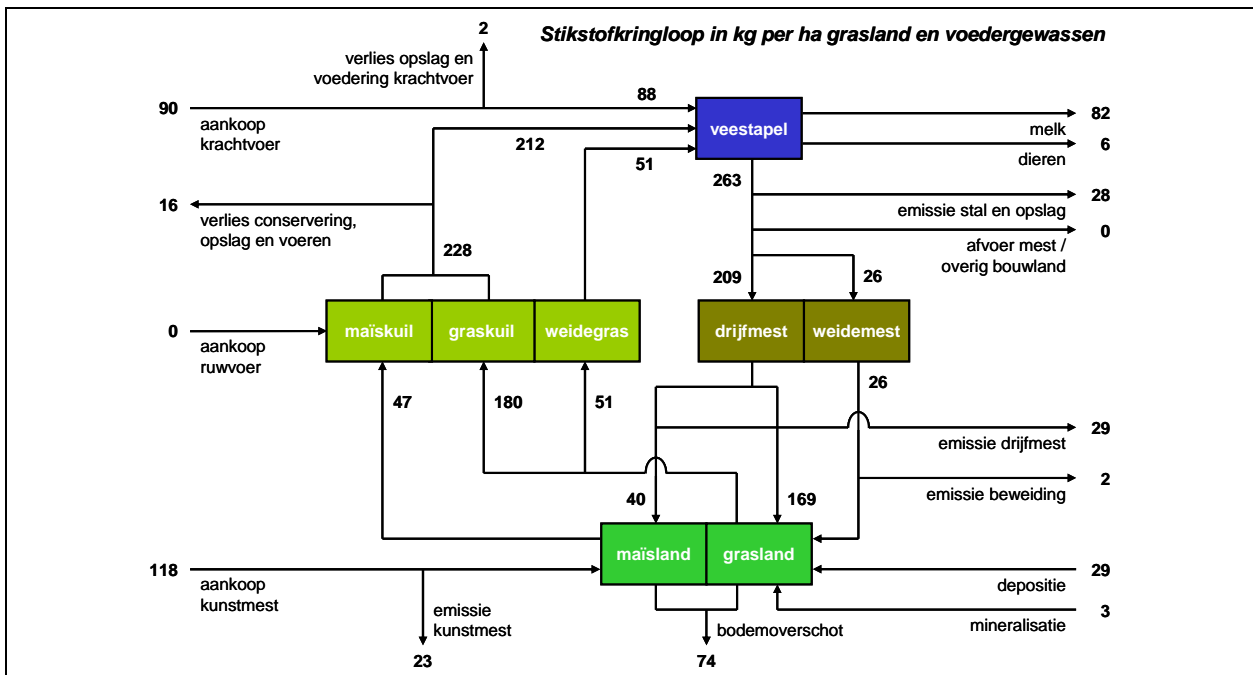 Stikstofkringloop in kg per ha grasland en voedergewassen
2
verlies opslag en
voedering krachtvoer
90
aankoop
krachtvoer
88
veestapel
82
melk
6
dieren
212
51
263
28
emissie stal en opslag
0
afvoer mest /
overig bouwland
16
verlies conservering,
opslag en voeren
228
209
26
0
aankoop
ruwvoer
maïskuil
graskuil
weidegras
drijfmest
weidemest
47
180
51
26
29
emissie drijfmest
2
emissie beweiding
40
169
maïsland
grasland
118
aankoop
kunstmest
29
depositie
3
mineralisatie
emissie
kunstmest
23
bodemoverschot
74